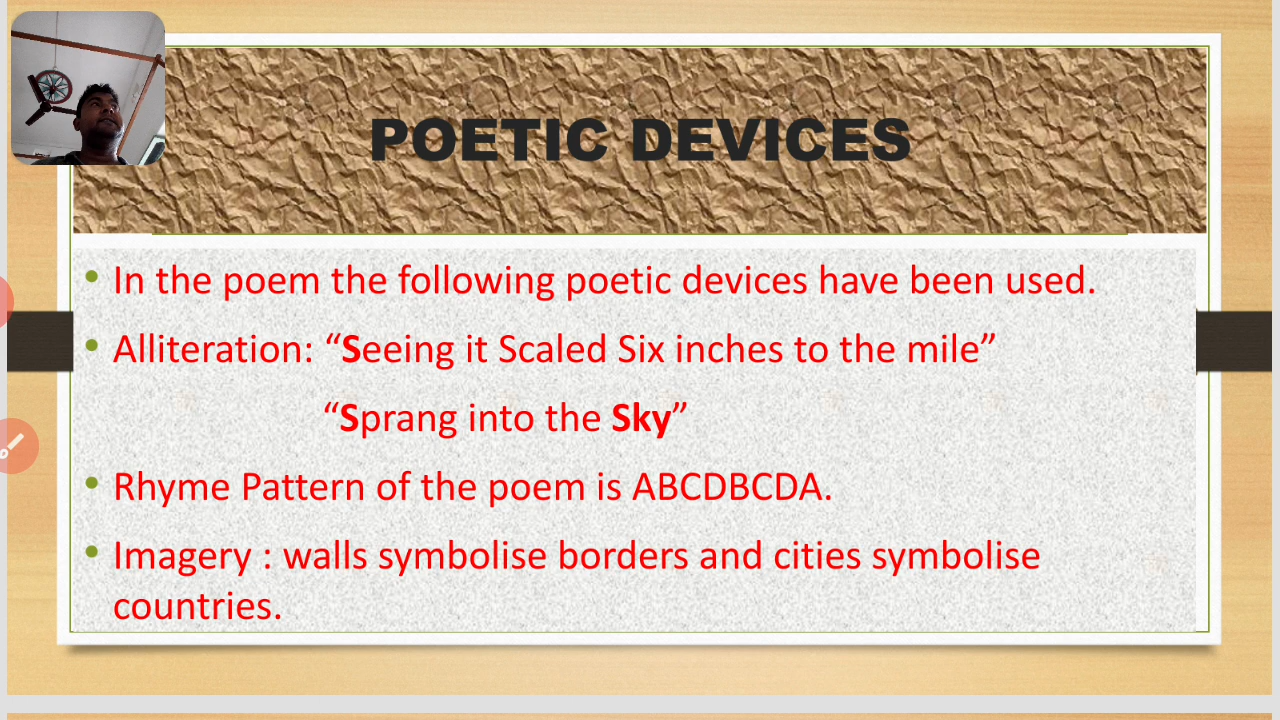 POETIC DEVICES
• In the poem the following poetic devices have been used.
• Alliteration: “Seeing it Scaled Six inches to the mile”
“Sprang into the Sky”
• Rhyme Pattern of the poem is ABCDBCDA.
• Imagery : walls symbolise borders and cities symbolise
countries.